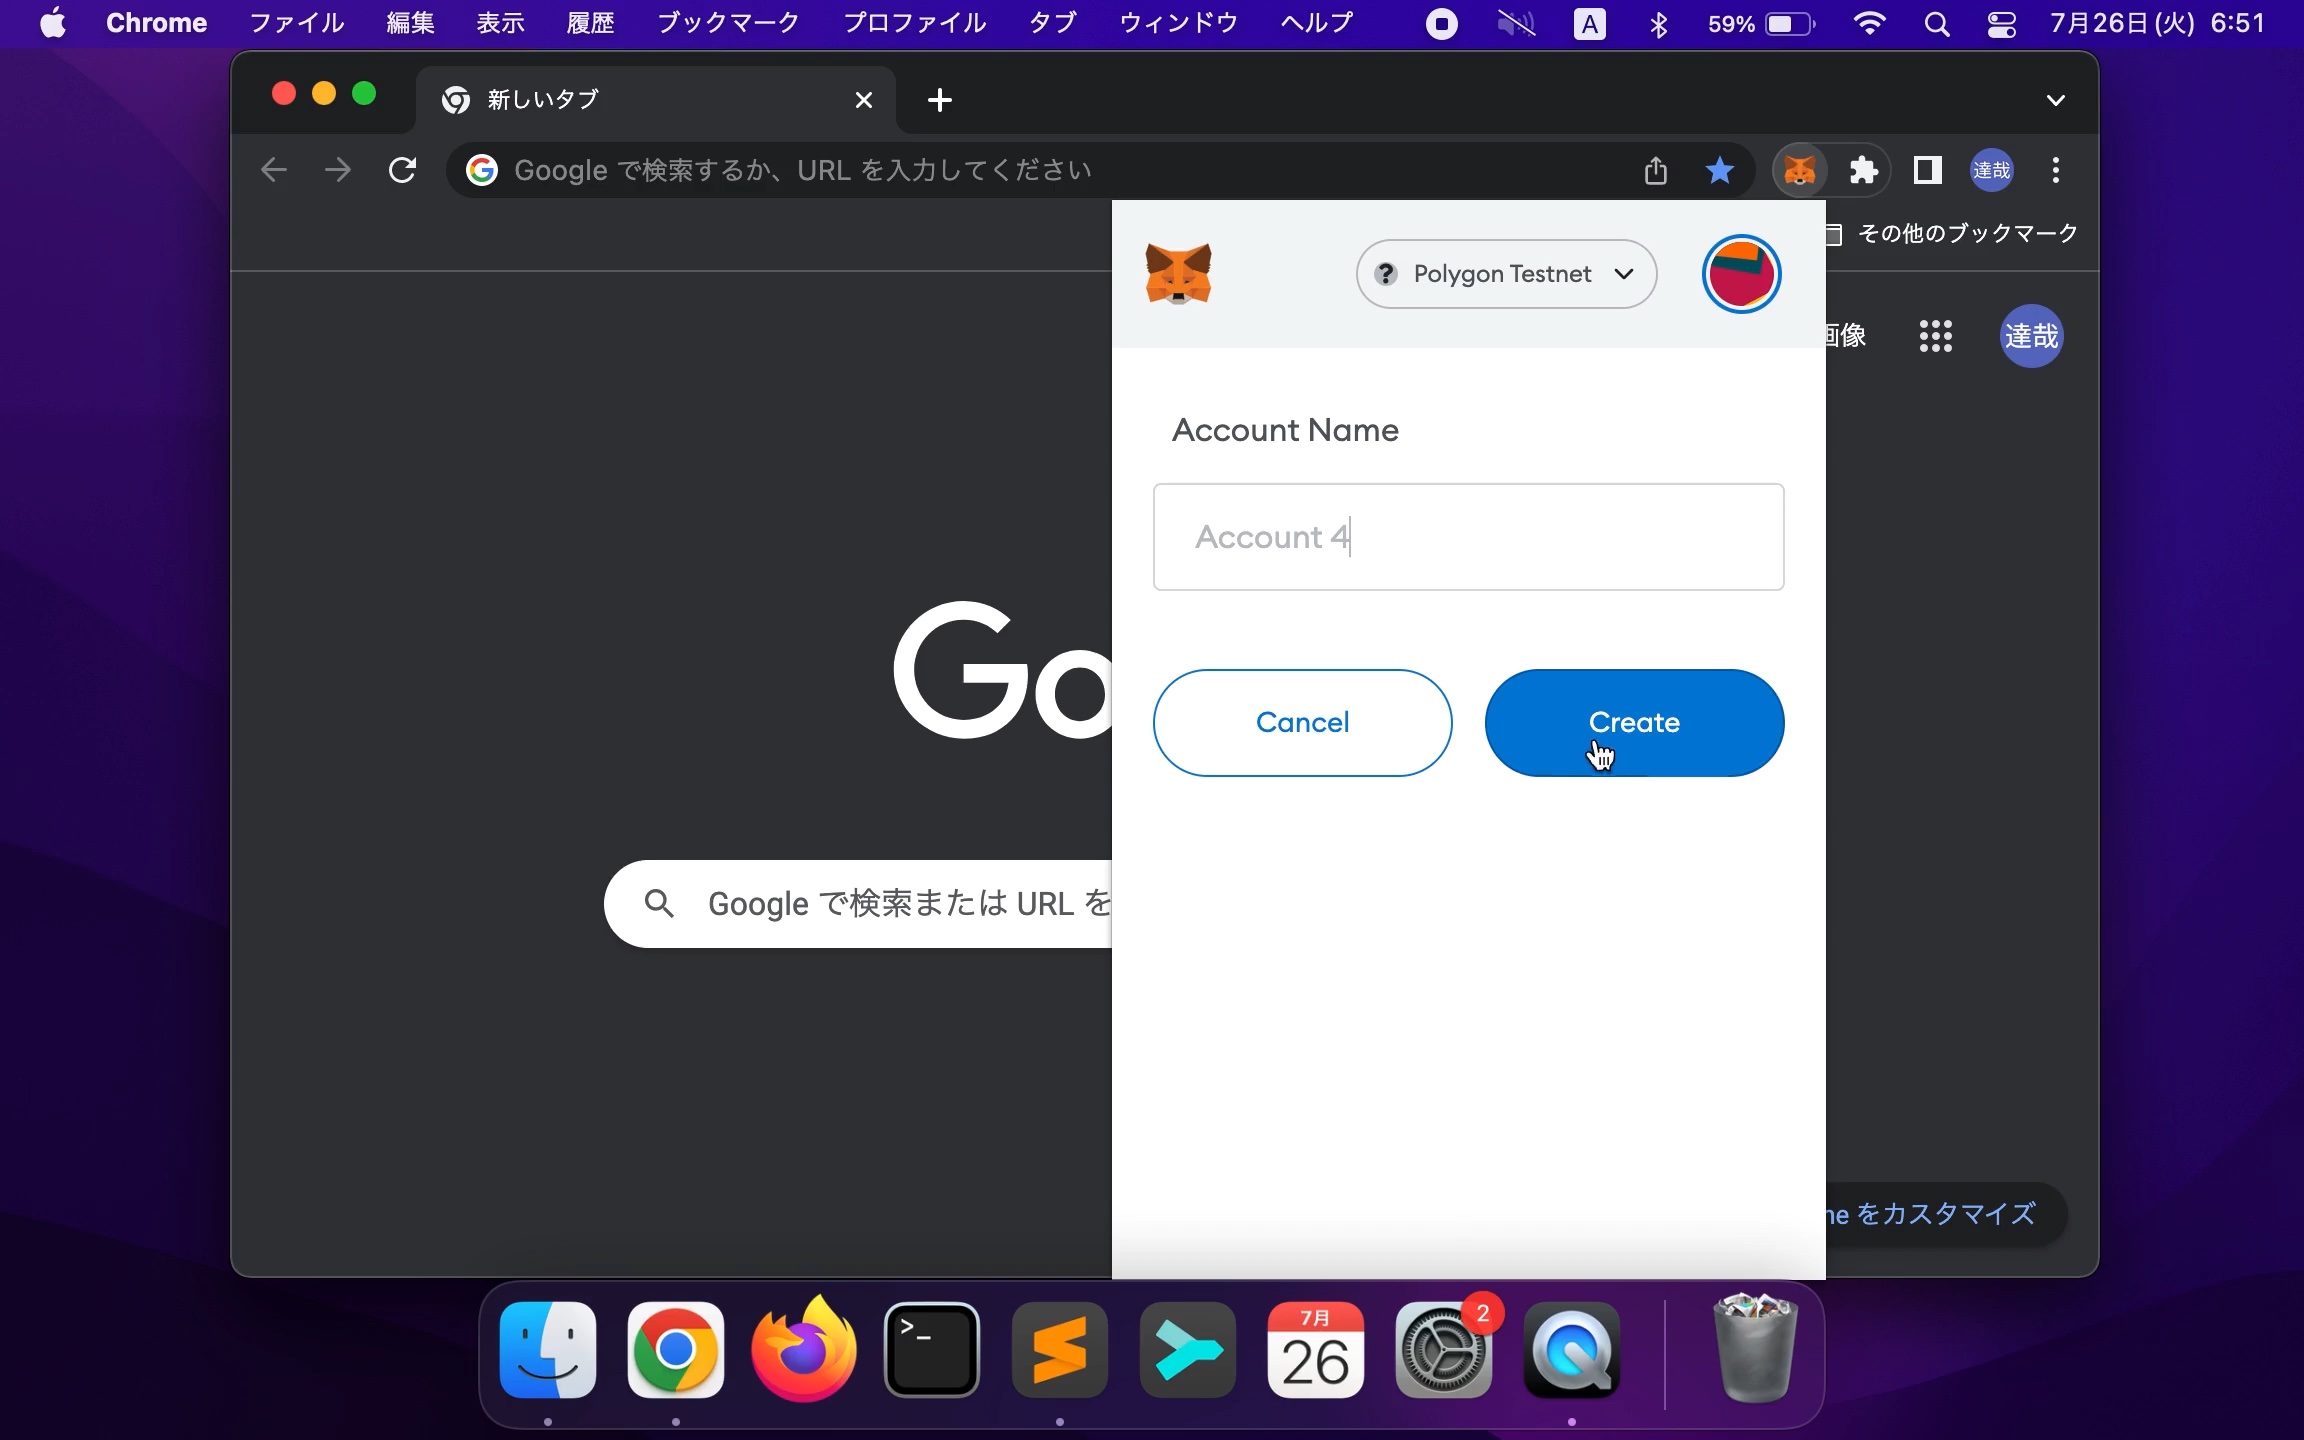 Chrome ファイル 編集 表示 履歴 ブックマーク プロファイル タブ ウィンドウ ヘルプ A 59% 7月26日(火) 6:51
新しいタブ
Google で検索するか、URL を入力してください 達哉
その他のブックマーク
Polygon Testnet
画像 達哉
Account Name
Account 4
Go
Cancel Create
Google で検索または URL を
me をカスタマイズ
7月
26
2